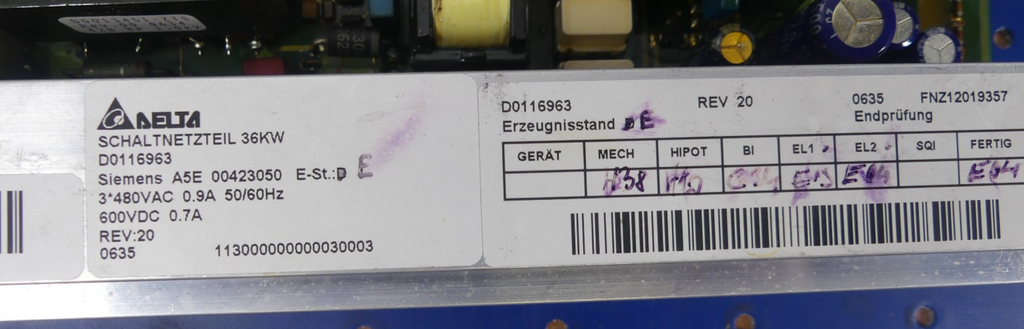 DELTA
SCHALTNETZTEIL 36KW
D0116963
Siemens A5E 00423050 E-St.:D E
3*480VAC 0.9A 50/60Hz
600VDC 0.7A
REV:20
0635
113000000000030003
D0116963 REV 20 0635 FNZ12019357
Erzeugnisstand DE Endprüfung
GERÄT MECH HIPOT BI EL1 EL2 SQI FERTIG